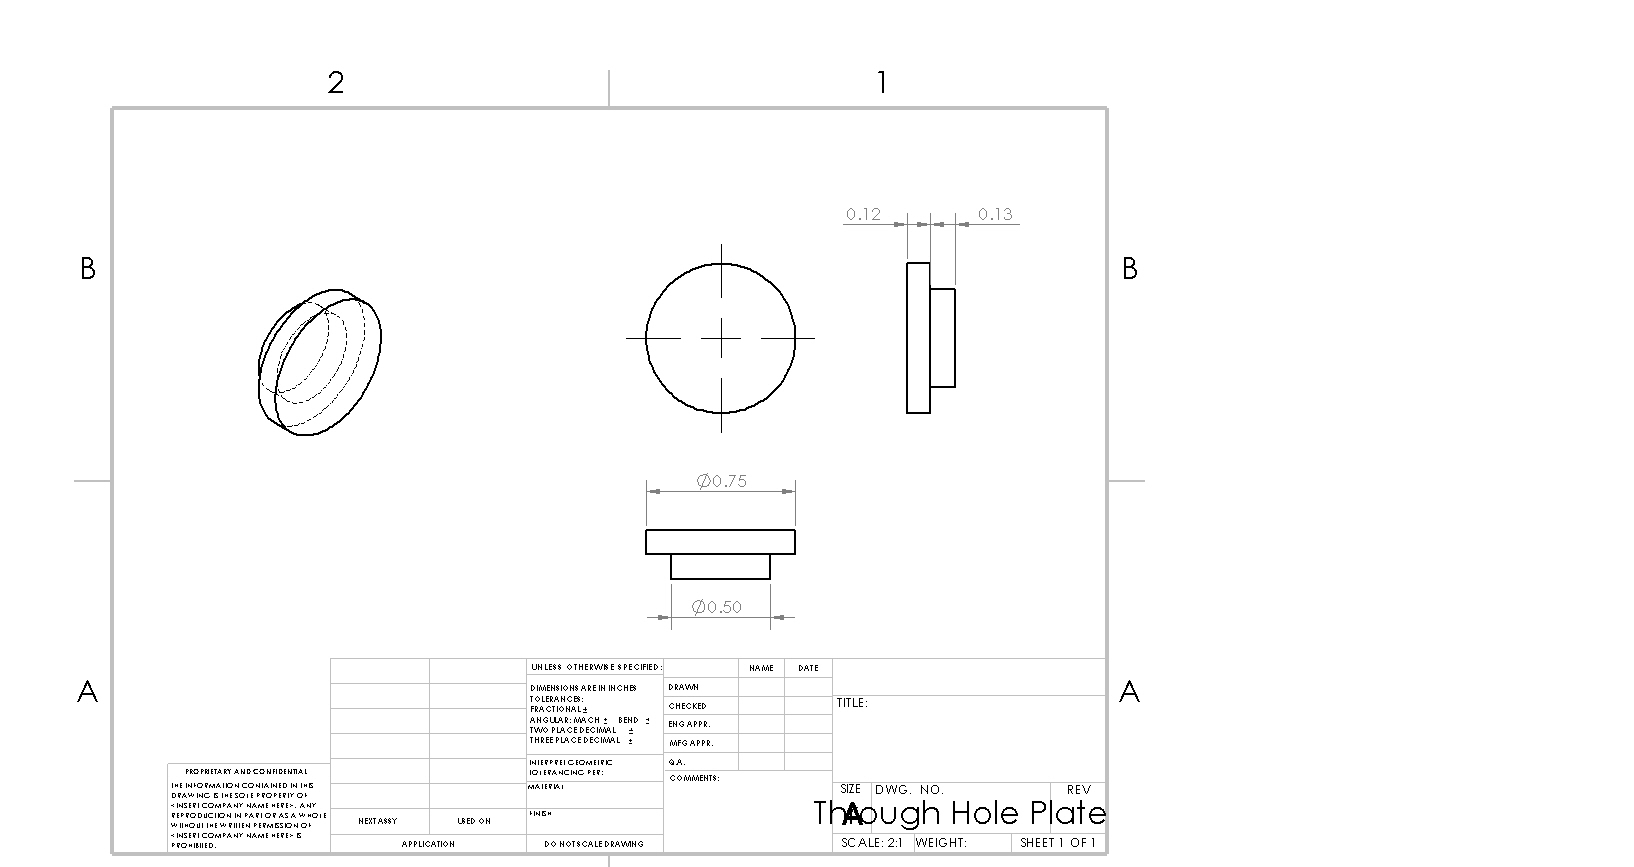 2 1
0.12 0.13
B B
Ø0.75
Ø0.50
A A
UNLESS OTHERWISE SPECIFIED:
DIMENSIONS ARE IN INCHES
TOLERANCES:
FRACTIONAL ±
ANGULAR: MACH ± BEND ±
TWO PLACE DECIMAL ±
THREE PLACE DECIMAL ±
INTERPRET GEOMETRIC
TOLERANCING PER:
MATERIAL
FINISH
DO NOT SCALE DRAWING
NAME DATE
DRAWN
CHECKED
ENG APPR.
MFG APPR.
Q.A.
COMMENTS:
TITLE:
SIZE DWG. NO. REV
A
Through Hole Plate
SCALE: 2:1 WEIGHT: SHEET 1 OF 1
PROPRIETARY AND CONFIDENTIAL
THE INFORMATION CONTAINED IN THIS
DRAWING IS THE SOLE PROPERTY OF
<INSERT COMPANY NAME HERE>. ANY
REPRODUCTION IN PART OR AS A WHOLE
WITHOUT THE WRITTEN PERMISSION OF
<INSERT COMPANY NAME HERE> IS
PROHIBITED.
NEXT ASSY USED ON
APPLICATION